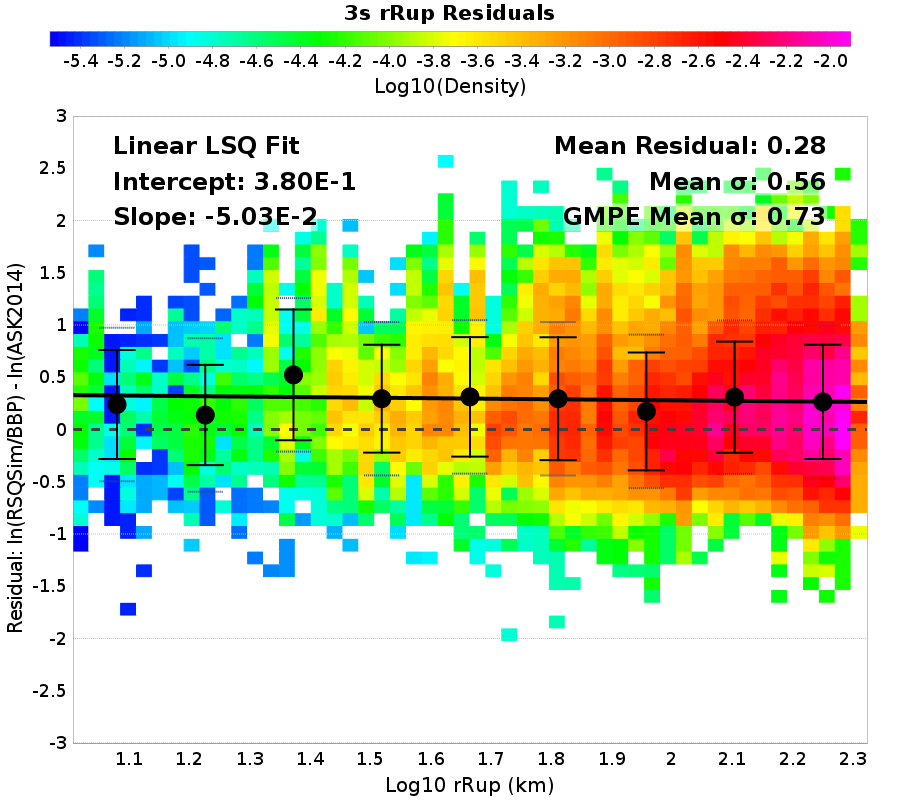 3s rRup Residuals
-5.4 -5.2 -5.0 -4.8 -4.6 -4.4 -4.2 -4.0 -3.8 -3.6 -3.4 -3.2 -3.0 -2.8 -2.6 -2.4 -2.2 -2.0
Log10(Density)
Linear LSQ Fit
Intercept: 3.80E-1
Slope: -5.03E-2
Mean Residual: 0.28
Mean σ: 0.56
GMPE Mean σ: 0.73
Residual: ln(RSQSim/BBP) - ln(ASK2014)
3
2.5
2
1.5
1
0.5
0
-0.5
-1
-1.5
-2
-2.5
-3
1.1 1.2 1.3 1.4 1.5 1.6 1.7 1.8 1.9 2 2.1 2.2 2.3
Log10 rRup (km)